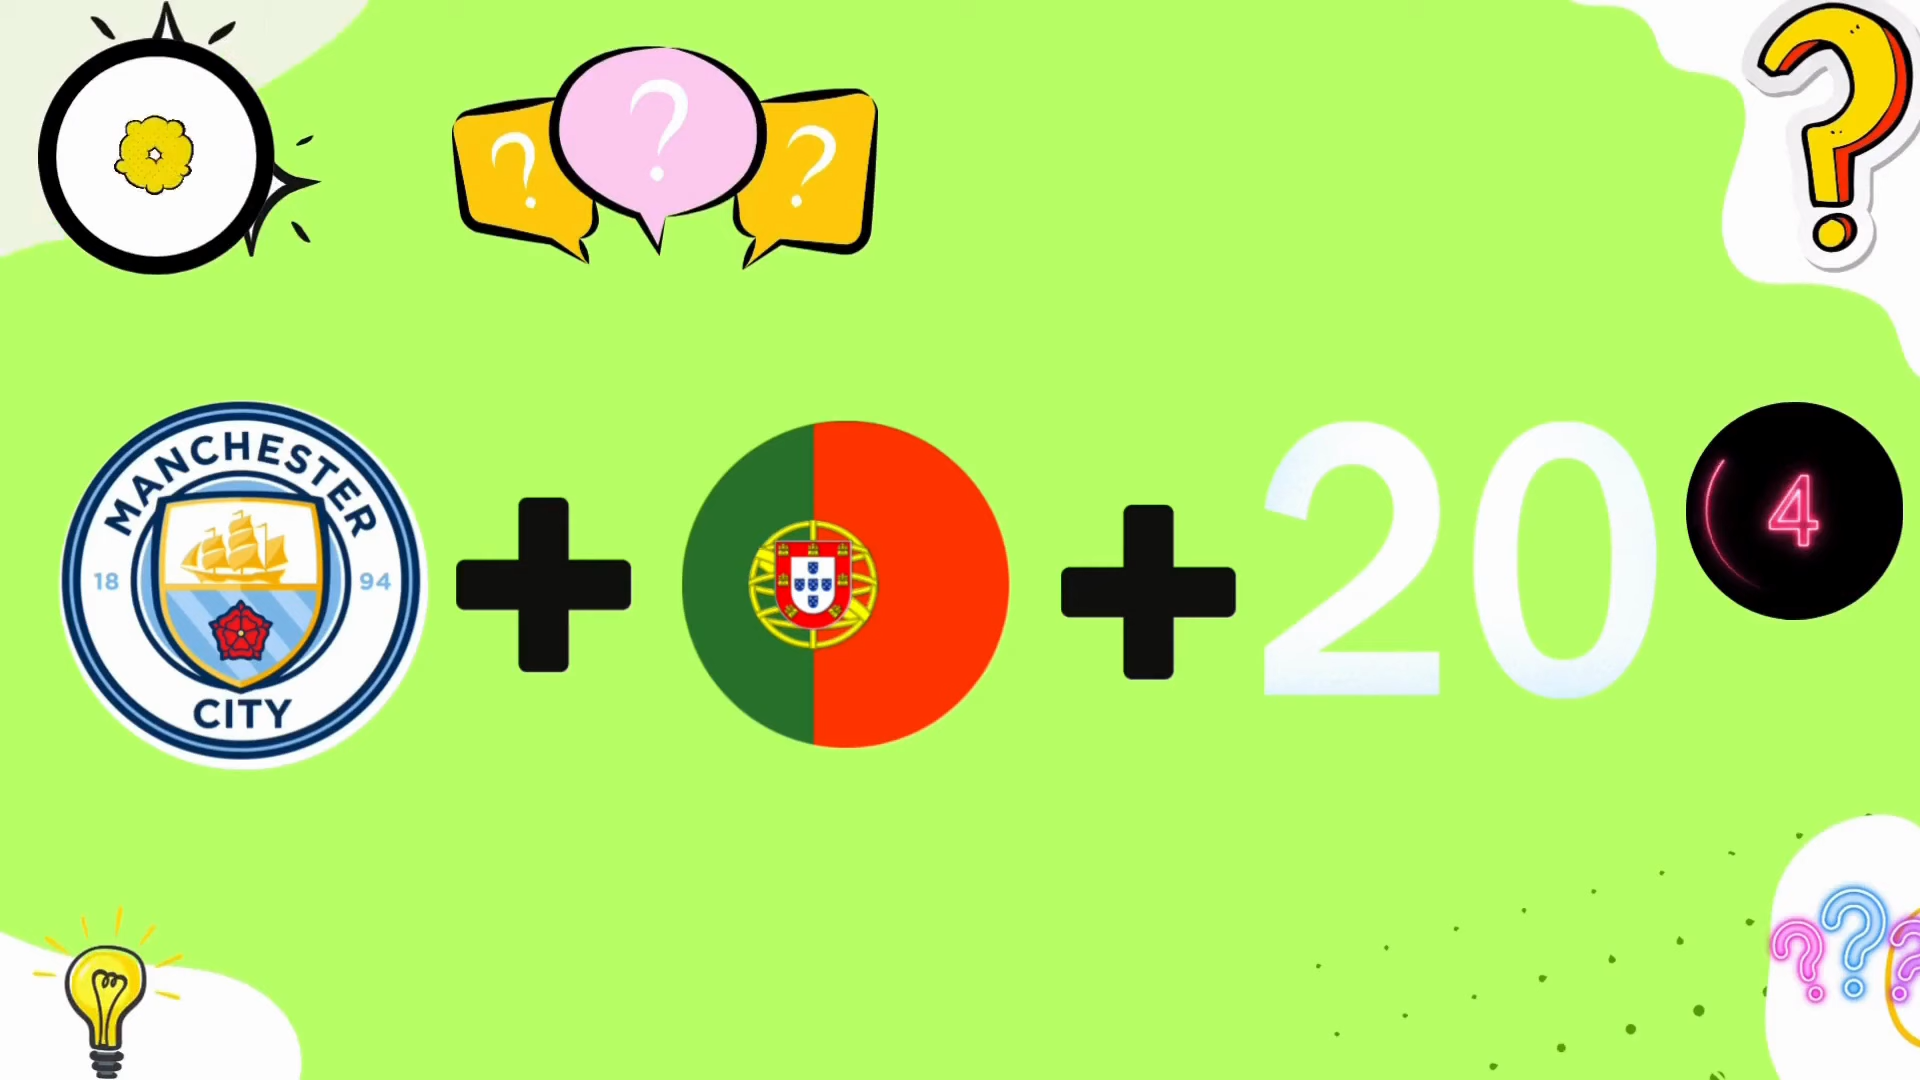 ? ? ?
?
MANCHESTER
18 94
CITY
+ + 20
4
? ? ?